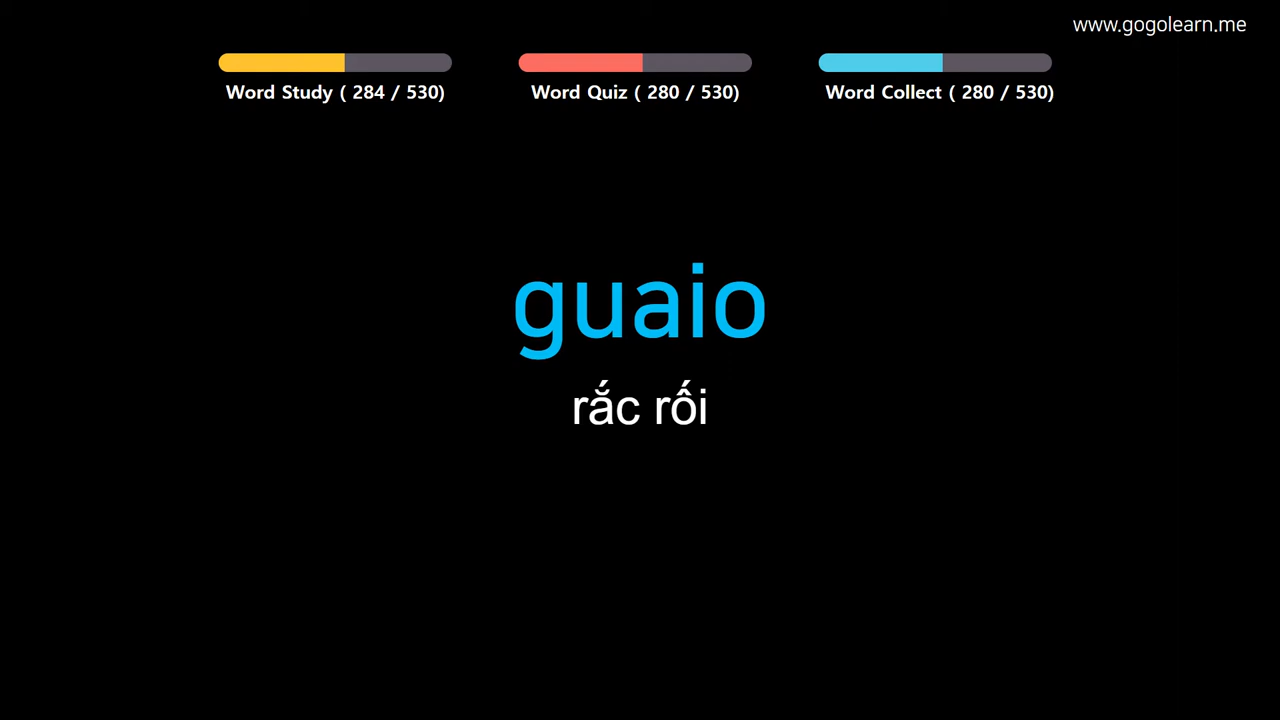 www.gogolearn.me
Word Study ( 284 / 530)
Word Quiz ( 280 / 530)
Word Collect ( 280 / 530)
guaio
rắc rối